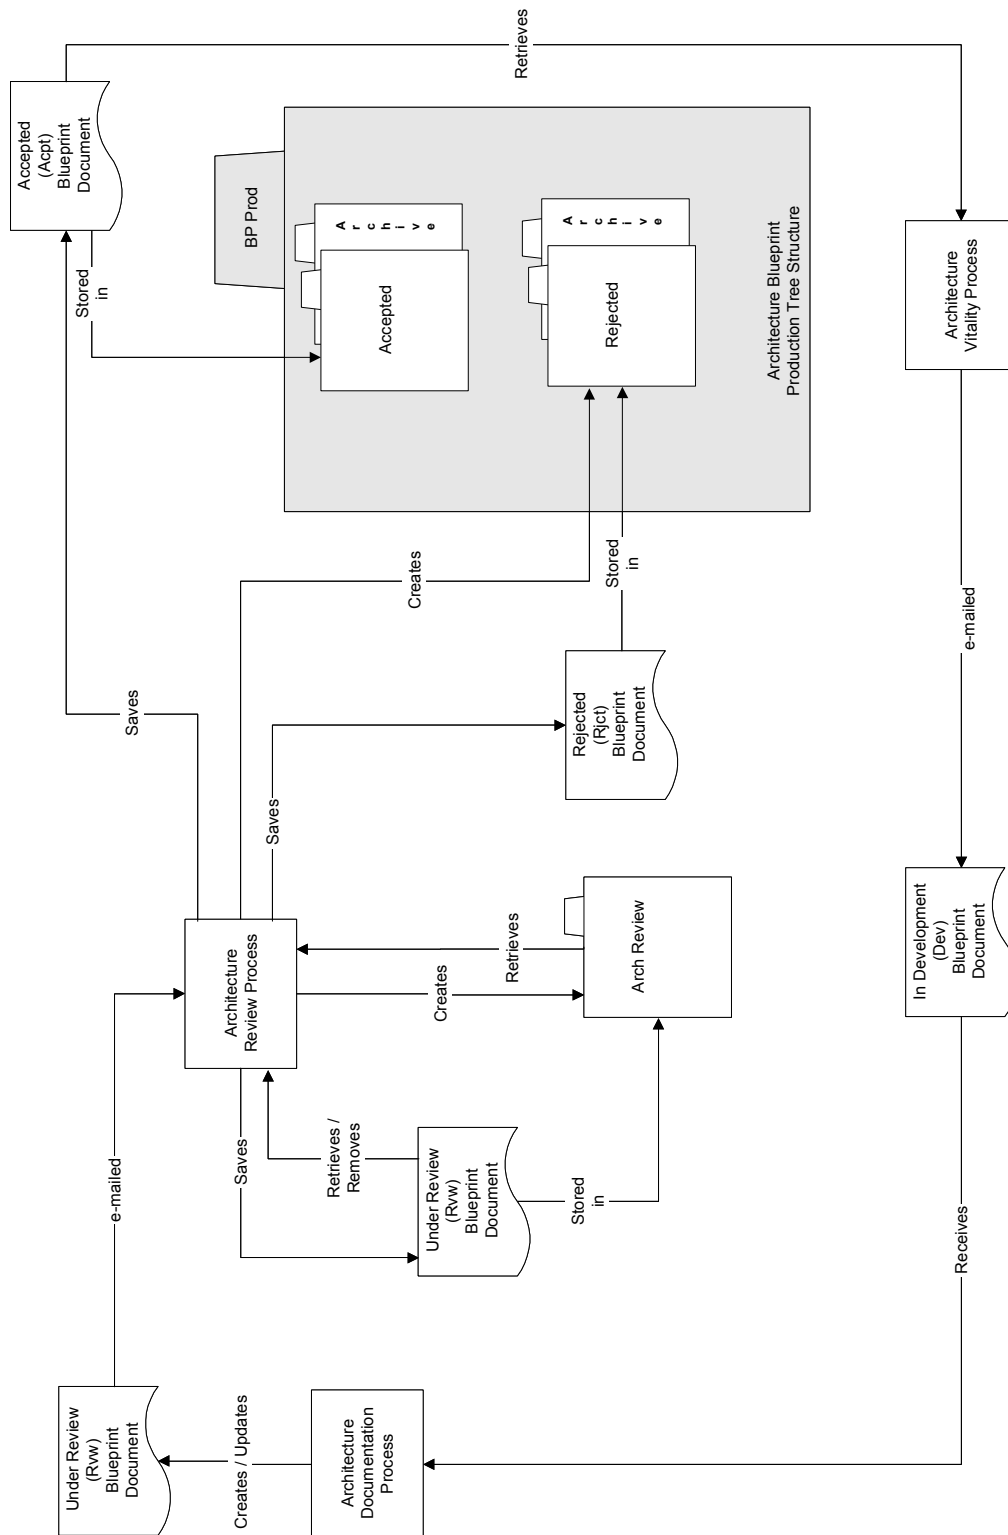 Under Review
(Rvw)
Blueprint
Document
e-mailed
Saves
Accepted
(Acpt)
Blueprint
Document
Retrieves
Creates / Updates
Architecture
Documentation
Process
Saves
Architecture
Review Process
Retrieves /
Removes
Under Review
(Rvw)
Blueprint
Document
Stored
in
Creates
Retrieves
Arch Review
Saves
Rejected
(Rjct)
Blueprint
Document
Creates
Stored
in
Stored
in
BP Prod
Archive
Accepted
Archive
Rejected
Architecture Blueprint
Production Tree Structure
Architecture
Vitality Process
e-mailed
In Development
(Dev)
Blueprint
Document
Receives